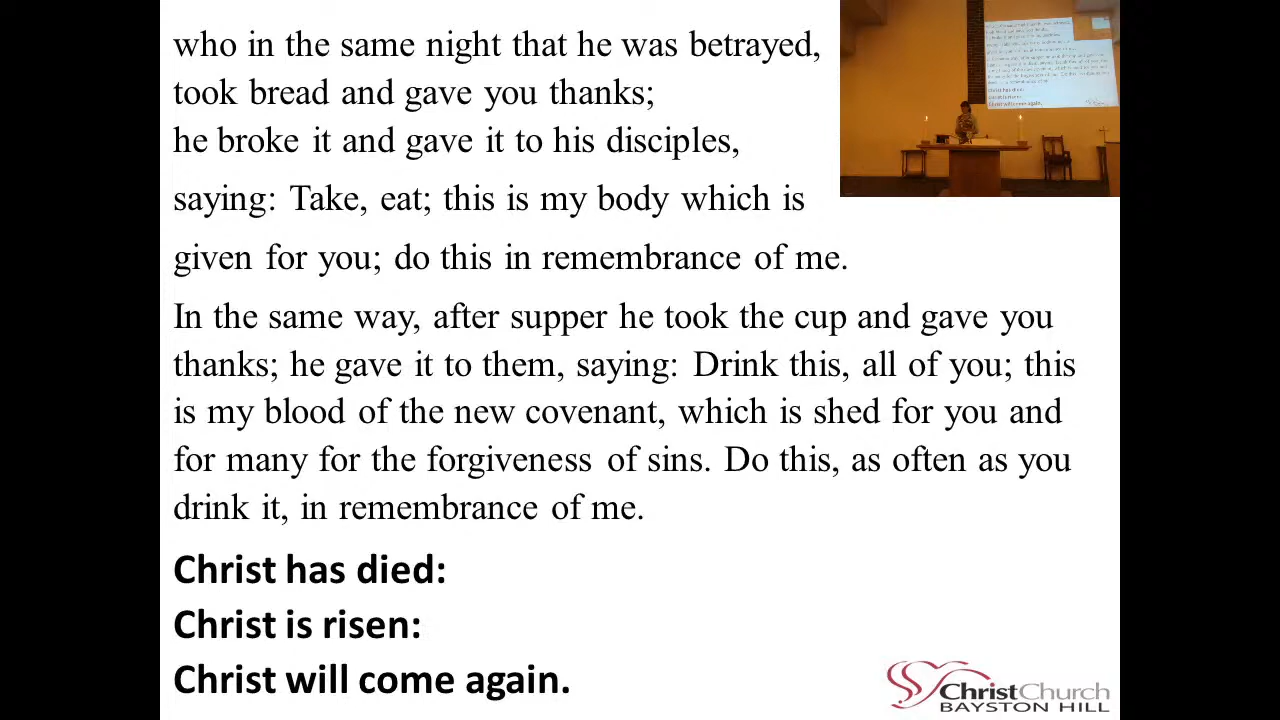 who in the same night that he was betrayed,
took bread and gave you thanks;
he broke it and gave it to his disciples,
saying: Take, eat; this is my body which is
given for you; do this in remembrance of me.
In the same way, after supper he took the cup and gave you
thanks; he gave it to them, saying: Drink this, all of you; this
is my blood of the new covenant, which is shed for you and
for many for the forgiveness of sins. Do this, as often as you
drink it, in remembrance of me.
Christ has died:
Christ is risen:
Christ will come again.
ChristChurch
BAYSTON HILL
Christ will come again.